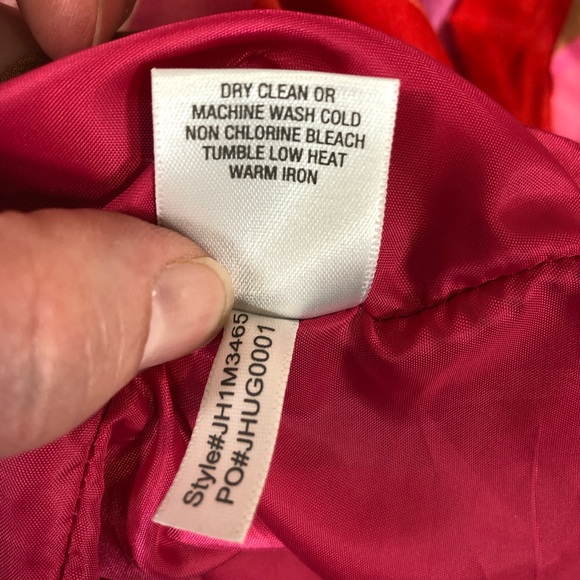 DRY CLEAN OR
MACHINE WASH COLD
NON CHLORINE BLEACH
TUMBLE LOW HEAT
WARM IRON
Style#JH1M3465
PO#JHUG0001